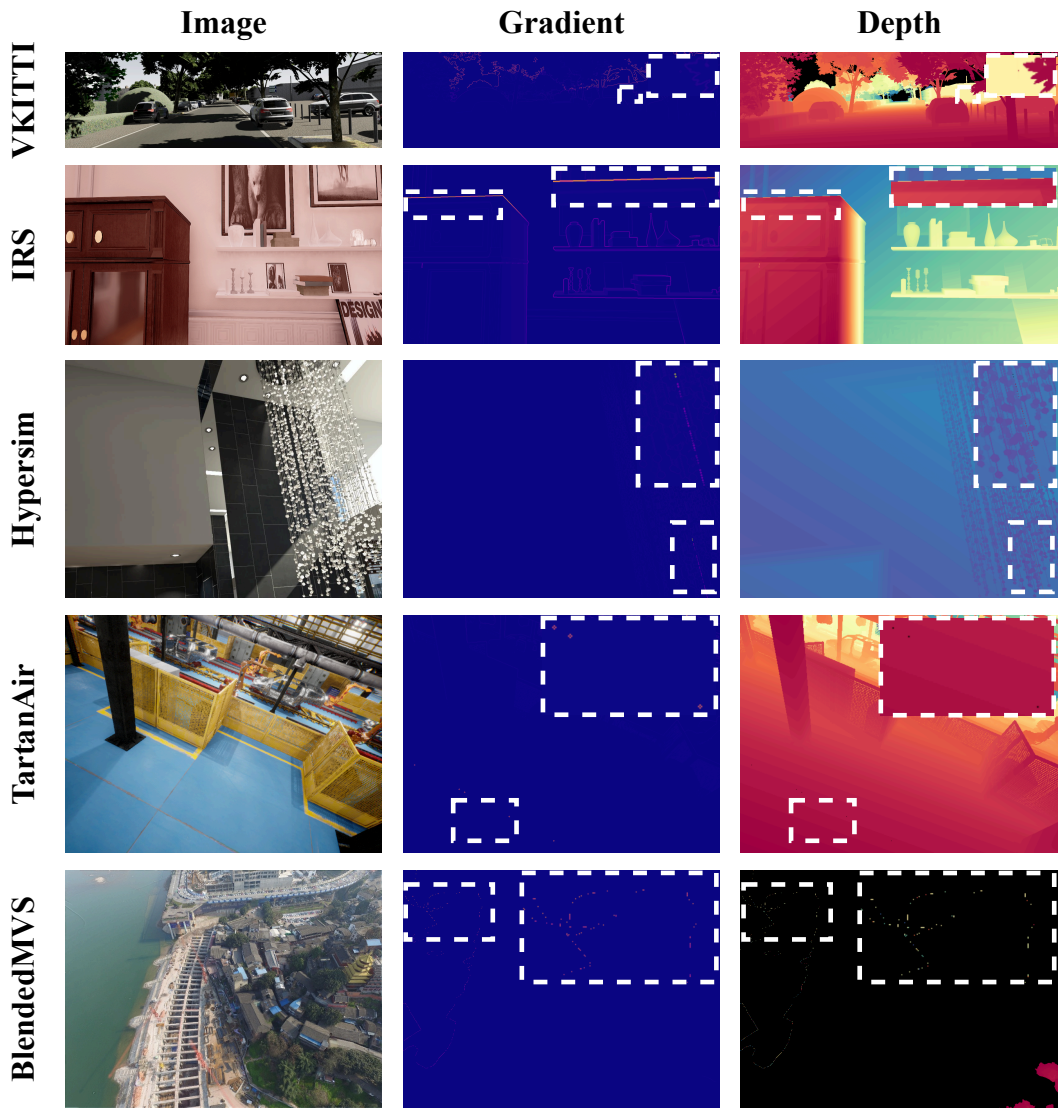 Image Gradient Depth
VKITTI
IRS
DESIGN
Hypersim
TartanAir
BlendedMVS